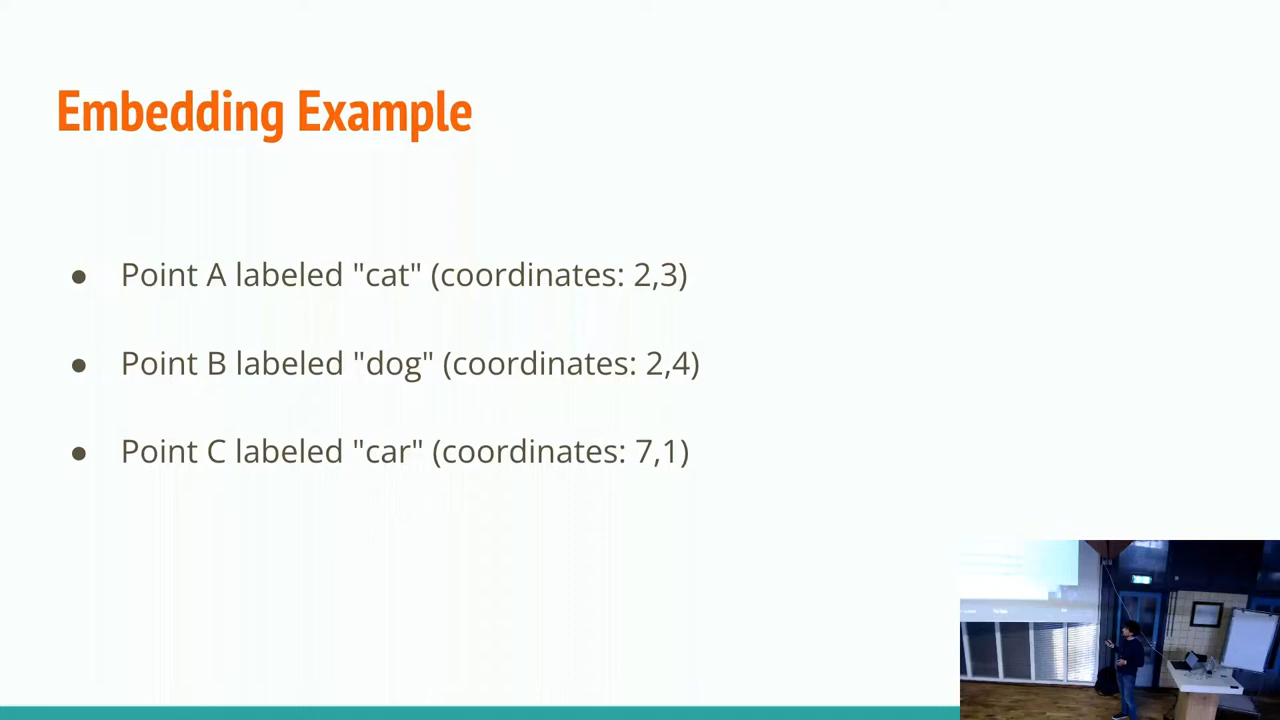 Embedding Example
● Point A labeled "cat" (coordinates: 2,3)
● Point B labeled "dog" (coordinates: 2,4)
● Point C labeled "car" (coordinates: 7,1)